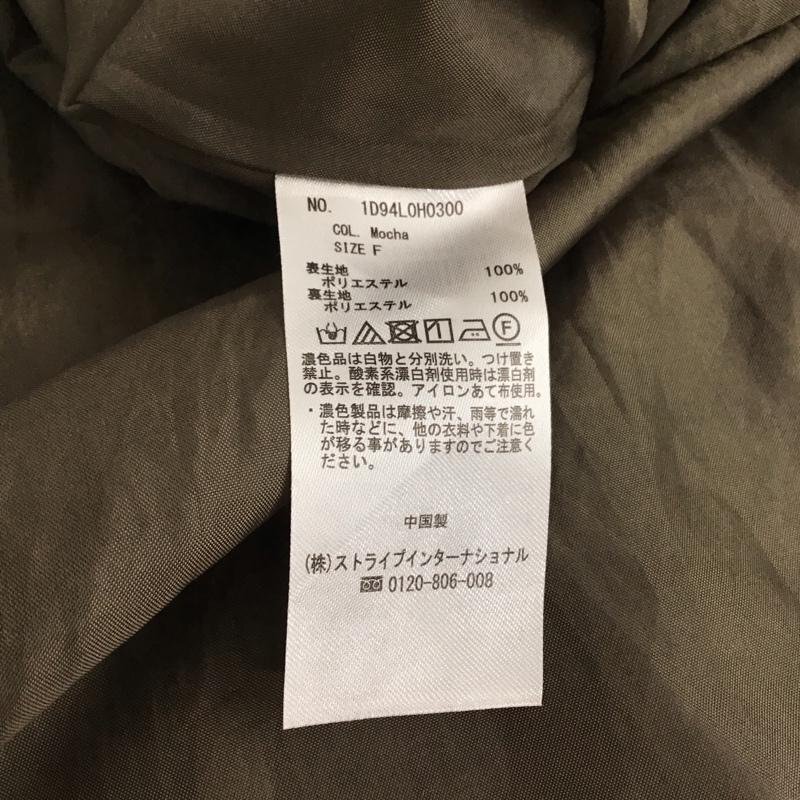 NO. 1D94L0H0300
COL. Mocha
SIZE F
表生地 100%
ポリエステル
裏生地 100%
ポリエステル
F
濃色品は白物と分別洗い。つけ置き
禁止。酸素系漂白剤使用時は漂白剤
の表示を確認。アイロンあて布使用。
・濃色製品は摩擦や汗、雨等で濡れ
た時などに、他の衣料や下着に色
が移る事がありますのでご注意く
ださい。
中国製
(株)ストライプインターナショナル
0120-806-008